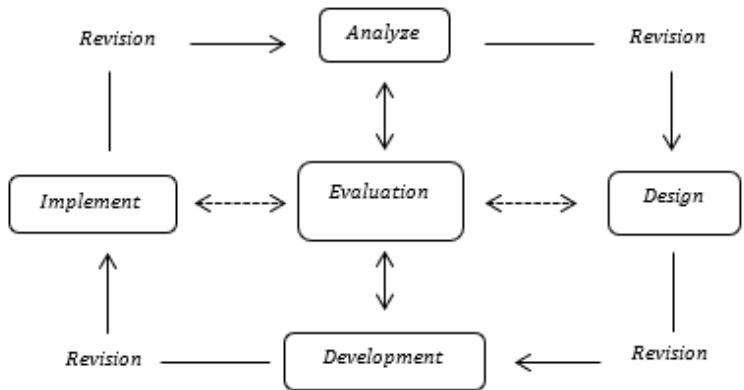 Revision
Analyze
Revision
Implement
Evaluation
Design
Revision
Development
Revision